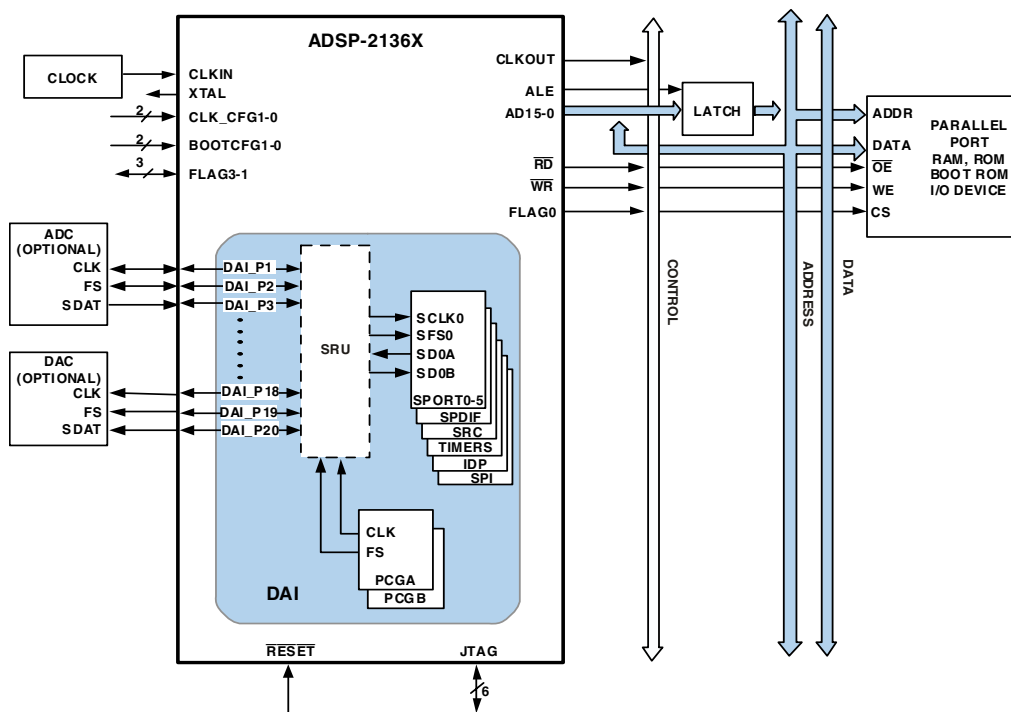 ADSP-2136X
CLOCK
CLKIN
XTAL
2
CLK_CFG1-0
2
BOOTCFG1-0
3
FLAG3-1
CLKOUT
ALE
AD15-0
RD
WR
FLAG0
LATCH
ADDR
DATA
OE
WE
CS
PARALLEL
PORT
RAM, ROM
BOOT ROM
I/O DEVICE
CONTROL
ADDRESS
DATA
ADC
(OPTIONAL)
CLK
FS
SDAT
DAC
(OPTIONAL)
CLK
FS
SDAT
DAI_P1
DAI_P2
DAI_P3
DAI_P18
DAI_P19
DAI_P20
SRU
SCLK0
SFS0
SD0A
SD0B
SPORT0-5
SPDIF
SRC
TIMERS
IDP
SPI
CLK
FS
PCGA
PCGB
DAI
RESET
JTAG
6